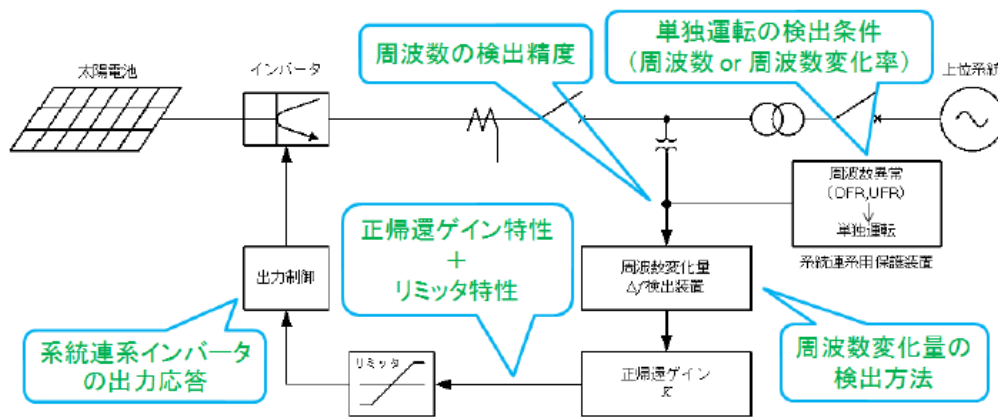 周波数の検出精度
単独運転の検出条件
(周波数 or 周波数変化率)
太陽電池
インバータ
上位系統
周波数異常
(OFR,UFR)
単独運転
系統連系用保護装置
正帰還ゲイン特性
+
リミッタ特性
出力制御
周波数変化量
Δf検出装置
系統連系インバータ
の出力応答
リミッタ
正帰還ゲイン
K
周波数変化量の
検出方法